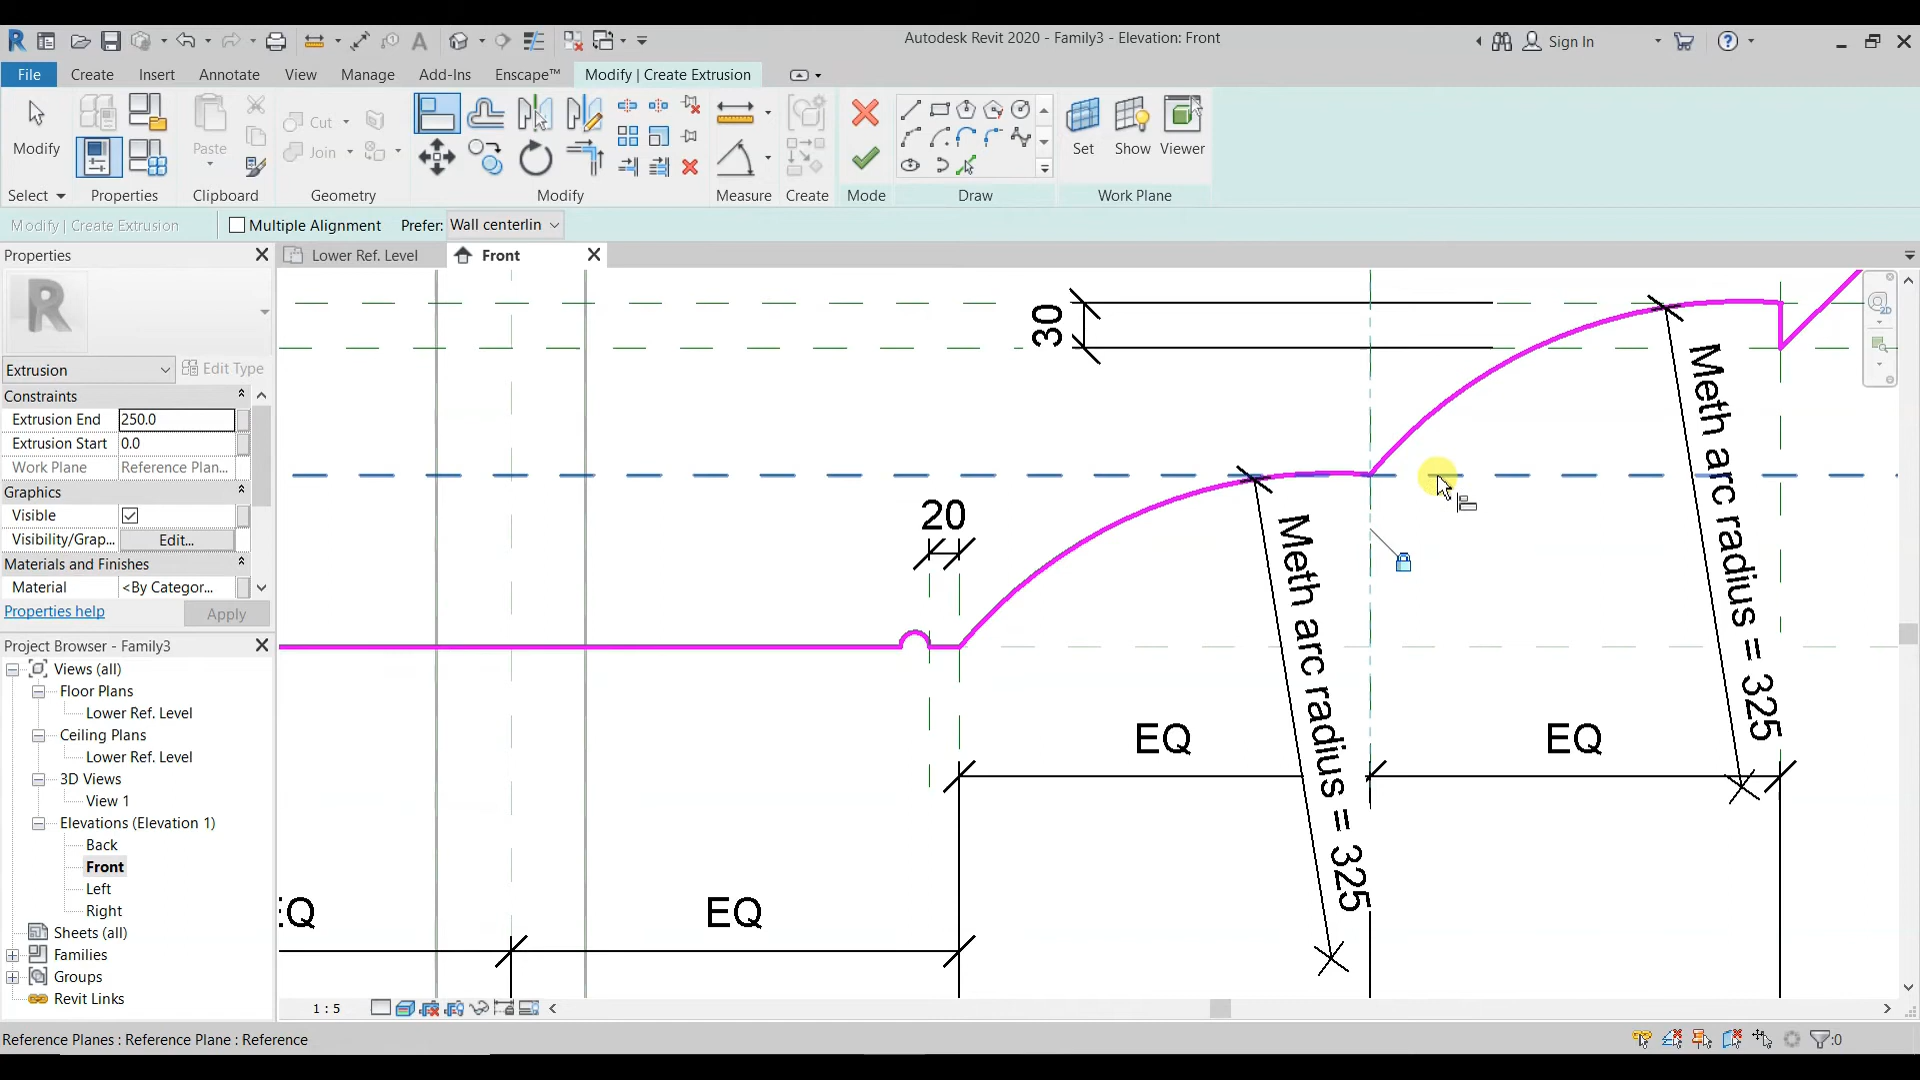 Autodesk Revit 2020 - Family3 - Elevation: Front
Sign In
File
Create
Insert
Annotate
View
Manage
Add-Ins
Enscape™
Modify | Create Extrusion
Modify
Paste
Cut
Join
Set
Show
Viewer
Select
Properties
Clipboard
Geometry
Modify
Measure
Create
Mode
Draw
Work Plane
Modify | Create Extrusion
Multiple Alignment
Prefer:
Wall centerlin
Properties
Lower Ref. Level
Front
Extrusion
Edit Type
Constraints
Extrusion End
250.0
Extrusion Start
0.0
Work Plane
Reference Plan...
Graphics
Visible
Visibility/Grap...
Edit...
Materials and Finishes
Material
<By Categor...
Properties help
Apply
Project Browser - Family3
Views (all)
Floor Plans
Lower Ref. Level
Ceiling Plans
Lower Ref. Level
3D Views
View 1
Elevations (Elevation 1)
Back
Front
Left
Right
Sheets (all)
Families
Groups
Revit Links
30
20
Meth arc radius = 325
Meth arc radius = 325
EQ
EQ
EQ
EQ
1 : 5
Reference Planes : Reference Plane : Reference
:0